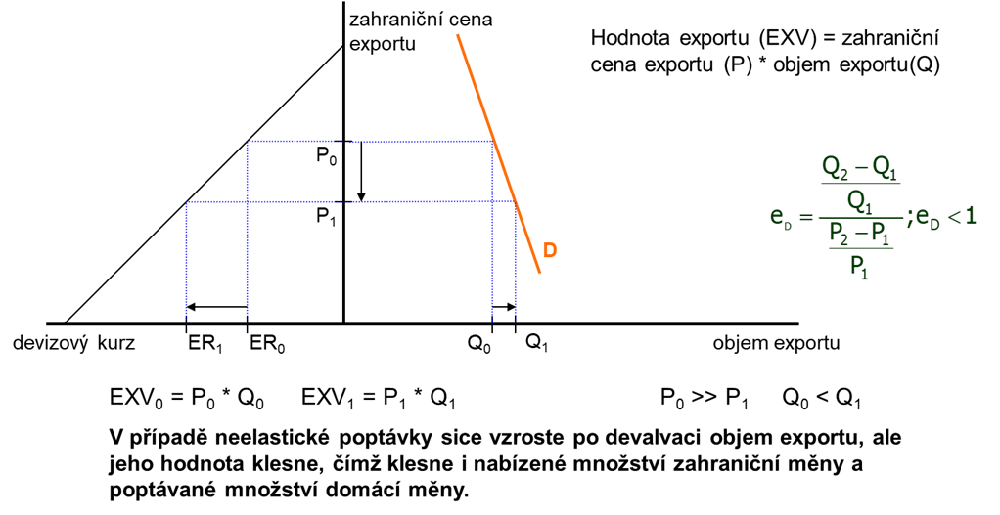 zahraniční cena
exportu
Hodnota exportu (EXV) = zahraniční
cena exportu (P) * objem exportu(Q)
P₀
P₁
D
e_D = ((Q₂ − Q₁) / Q₁) / ((P₂ − P₁) / P₁) ; e_D < 1
devizový kurz ER₁ ER₀ Q₀ Q₁ objem exportu
EXV₀ = P₀ * Q₀ EXV₁ = P₁ * Q₁ P₀ >> P₁ Q₀ < Q₁
V případě neelastické poptávky sice vzroste po devalvaci objem exportu, ale
jeho hodnota klesne, čímž klesne i nabízené množství zahraniční měny a
poptávané množství domácí měny.